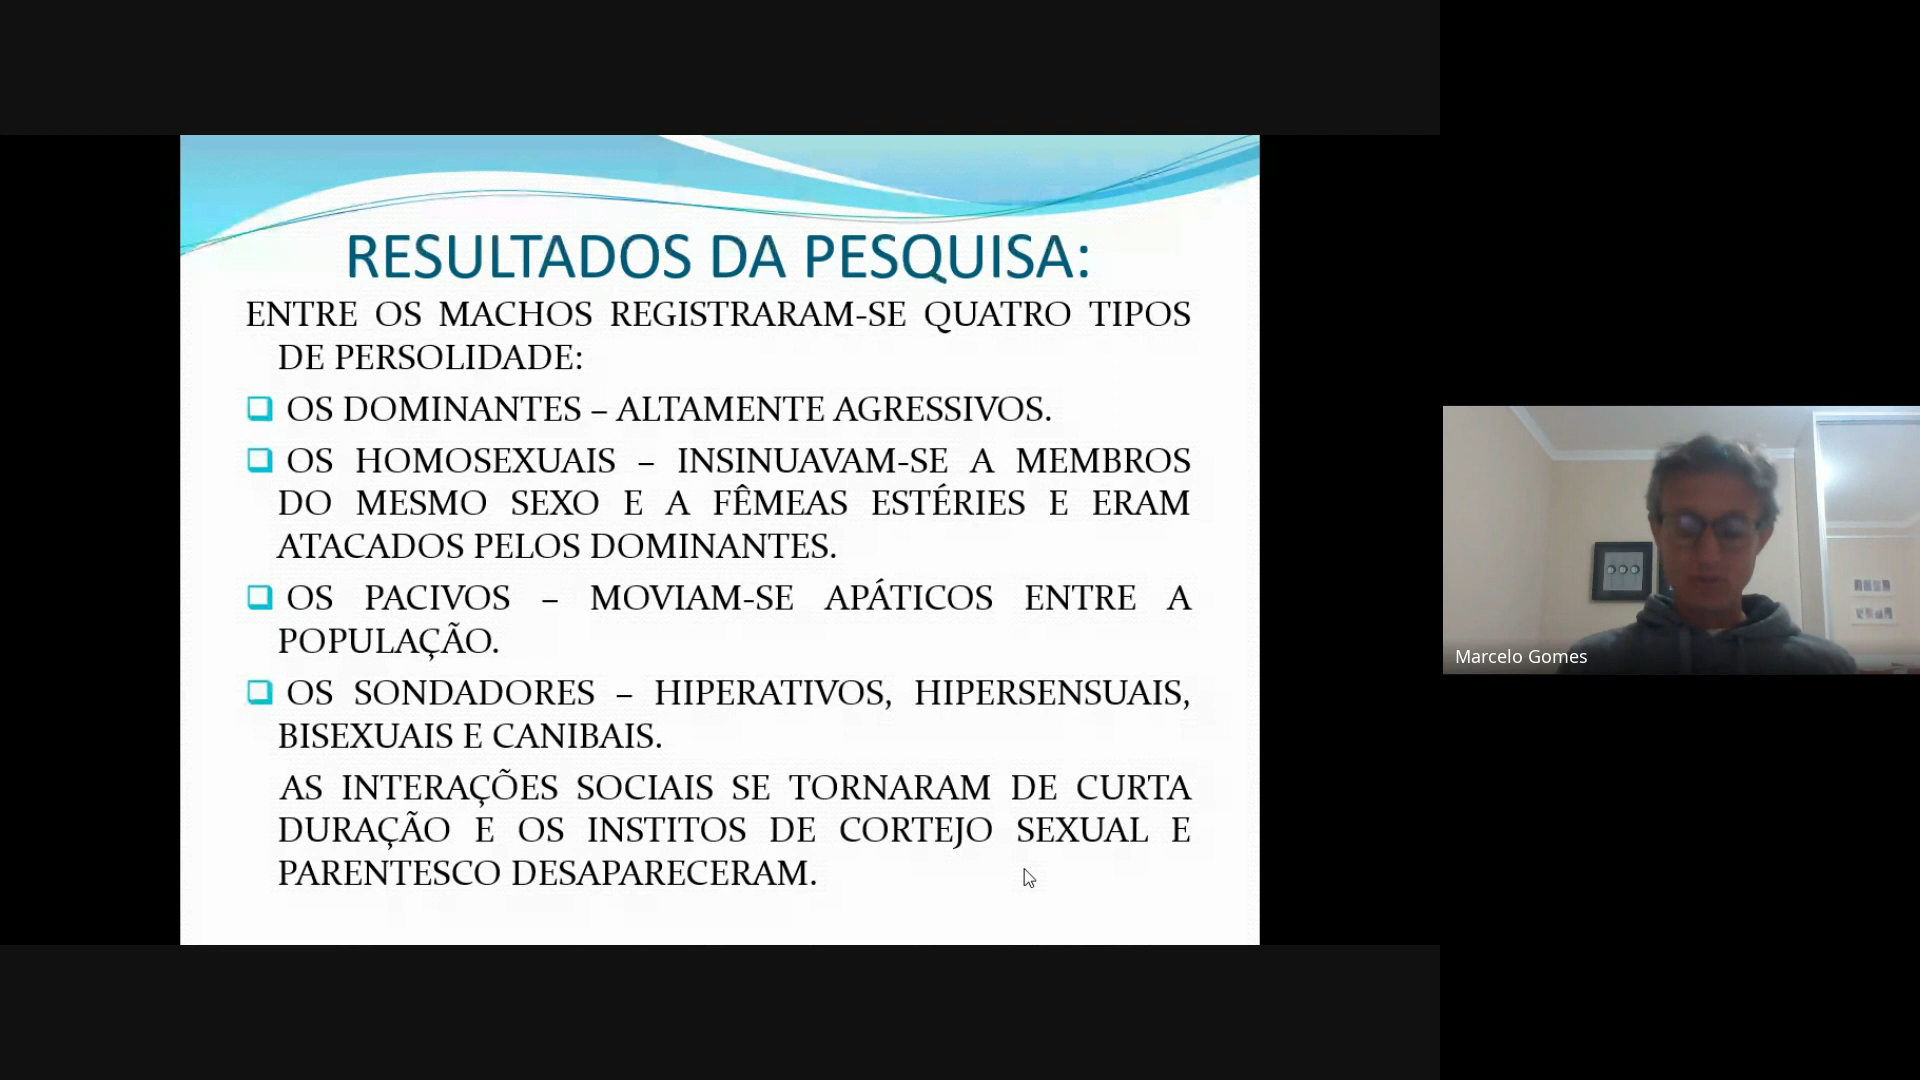 RESULTADOS DA PESQUISA:
ENTRE OS MACHOS REGISTRARAM-SE QUATRO TIPOS
DE PERSOLIDADE:
OS DOMINANTES – ALTAMENTE AGRESSIVOS.
OS HOMOSEXUAIS – INSINUAVAM-SE A MEMBROS
DO MESMO SEXO E A FÊMEAS ESTÉRIES E ERAM
ATACADOS PELOS DOMINANTES.
OS PACIVOS – MOVIAM-SE APÁTICOS ENTRE A
POPULAÇÃO.
OS SONDADORES – HIPERATIVOS, HIPERSENSUAIS,
BISEXUAIS E CANIBAIS.
AS INTERAÇÕES SOCIAIS SE TORNARAM DE CURTA
DURAÇÃO E OS INSTITOS DE CORTEJO SEXUAL E
PARENTESCO DESAPARECERAM.
Marcelo Gomes